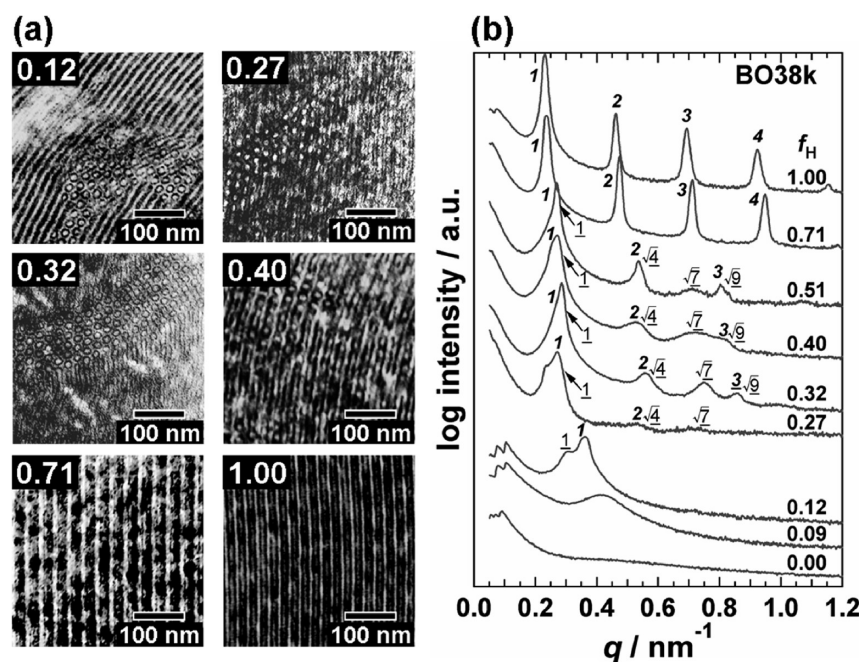 (a)
0.12
100 nm
0.27
100 nm
0.32
100 nm
0.40
100 nm
0.71
100 nm
1.00
100 nm
(b)
BO38k
log intensity / a.u.
1 2 3 4 f_H
1.00
1 2 3 4
0.71
1 1 2 √4 √7 3 √9
0.51
1 1 2 √4 √7 3 √9
0.40
1 1 2 √4 √7 3 √9
0.32
1 1 2 √4 √7
0.27
1 1
0.12
0.09
0.00
0.0 0.2 0.4 0.6 0.8 1.0 1.2
q / nm⁻¹